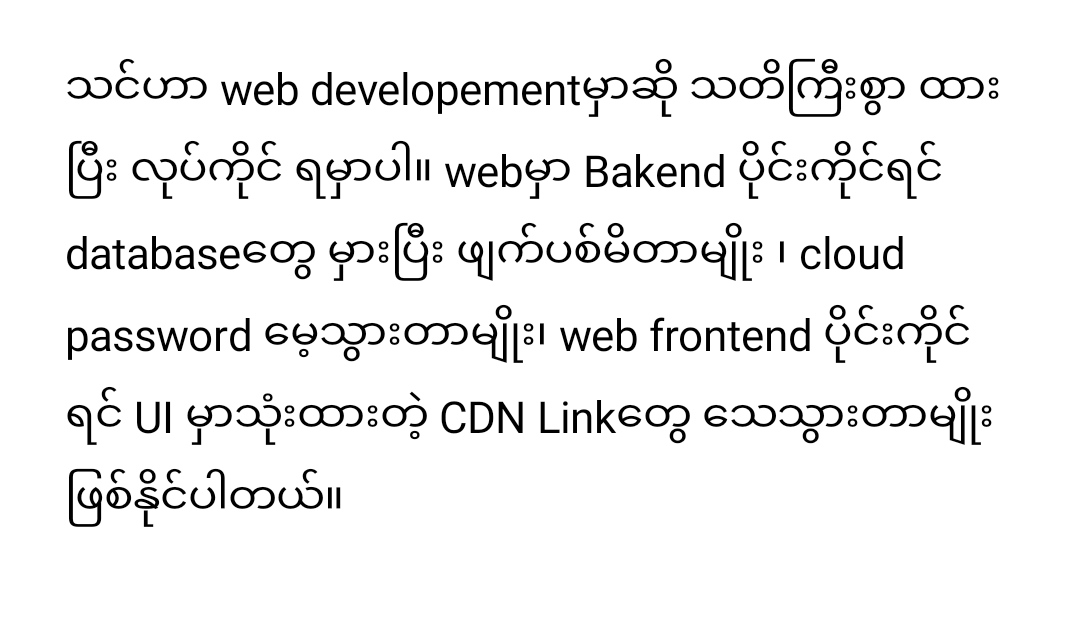 သင်ဟာ web developementမှာဆို သတိကြီးစွာ ထား
ပြီး လုပ်ကိုင် ရမှာပါ။ webမှာ Bakend ပိုင်းကိုင်ရင်
databaseတွေ မှားပြီး ဖျက်ပစ်မိတာမျိုး ၊ cloud
password မေ့သွားတာမျိုး၊ web frontend ပိုင်းကိုင်
ရင် UI မှာသုံးထားတဲ့ CDN Linkတွေ သေသွားတာမျိုး
ဖြစ်နိုင်ပါတယ်။